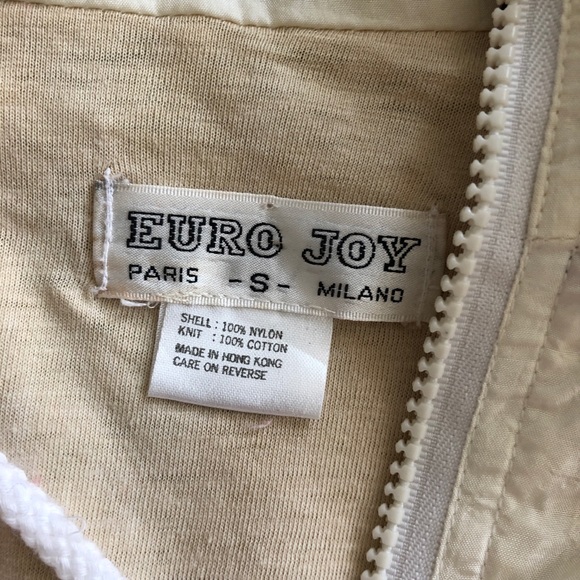 EURO JOY
PARIS -S- MILANO
SHELL : 100% NYLON
KNIT : 100% COTTON
MADE IN HONG KONG
CARE ON REVERSE